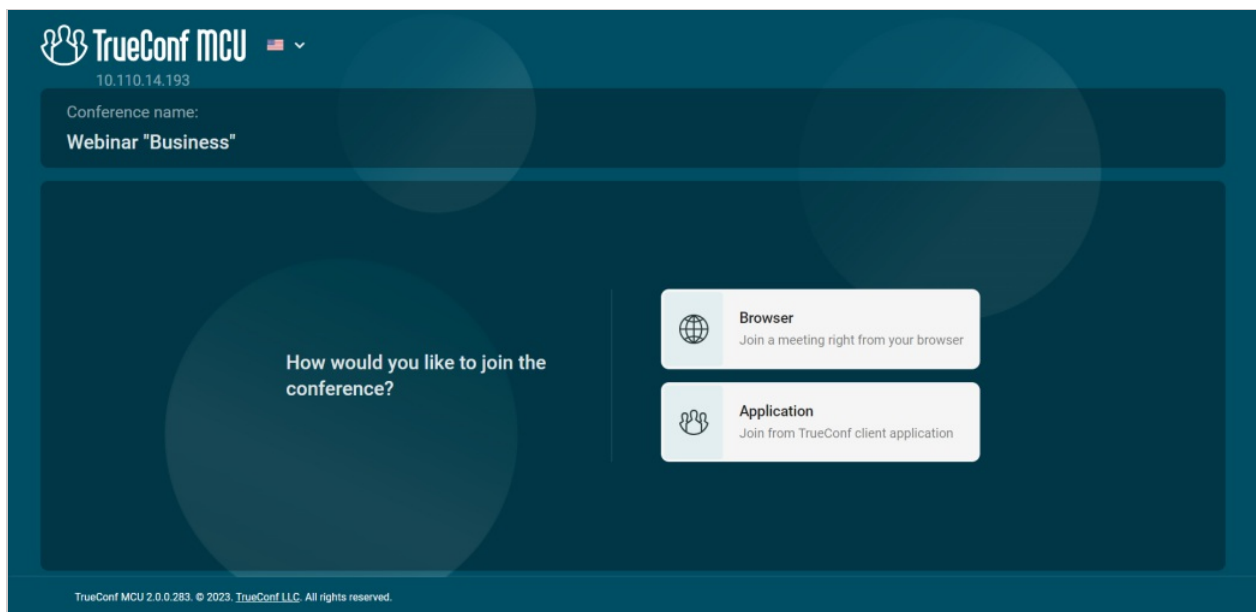 TrueConf MCU
10.110.14.193
Conference name:
Webinar "Business"
How would you like to join the
conference?
Browser
Join a meeting right from your browser
Application
Join from TrueConf client application
TrueConf MCU 2.0.0.283. © 2023. TrueConf LLC. All rights reserved.